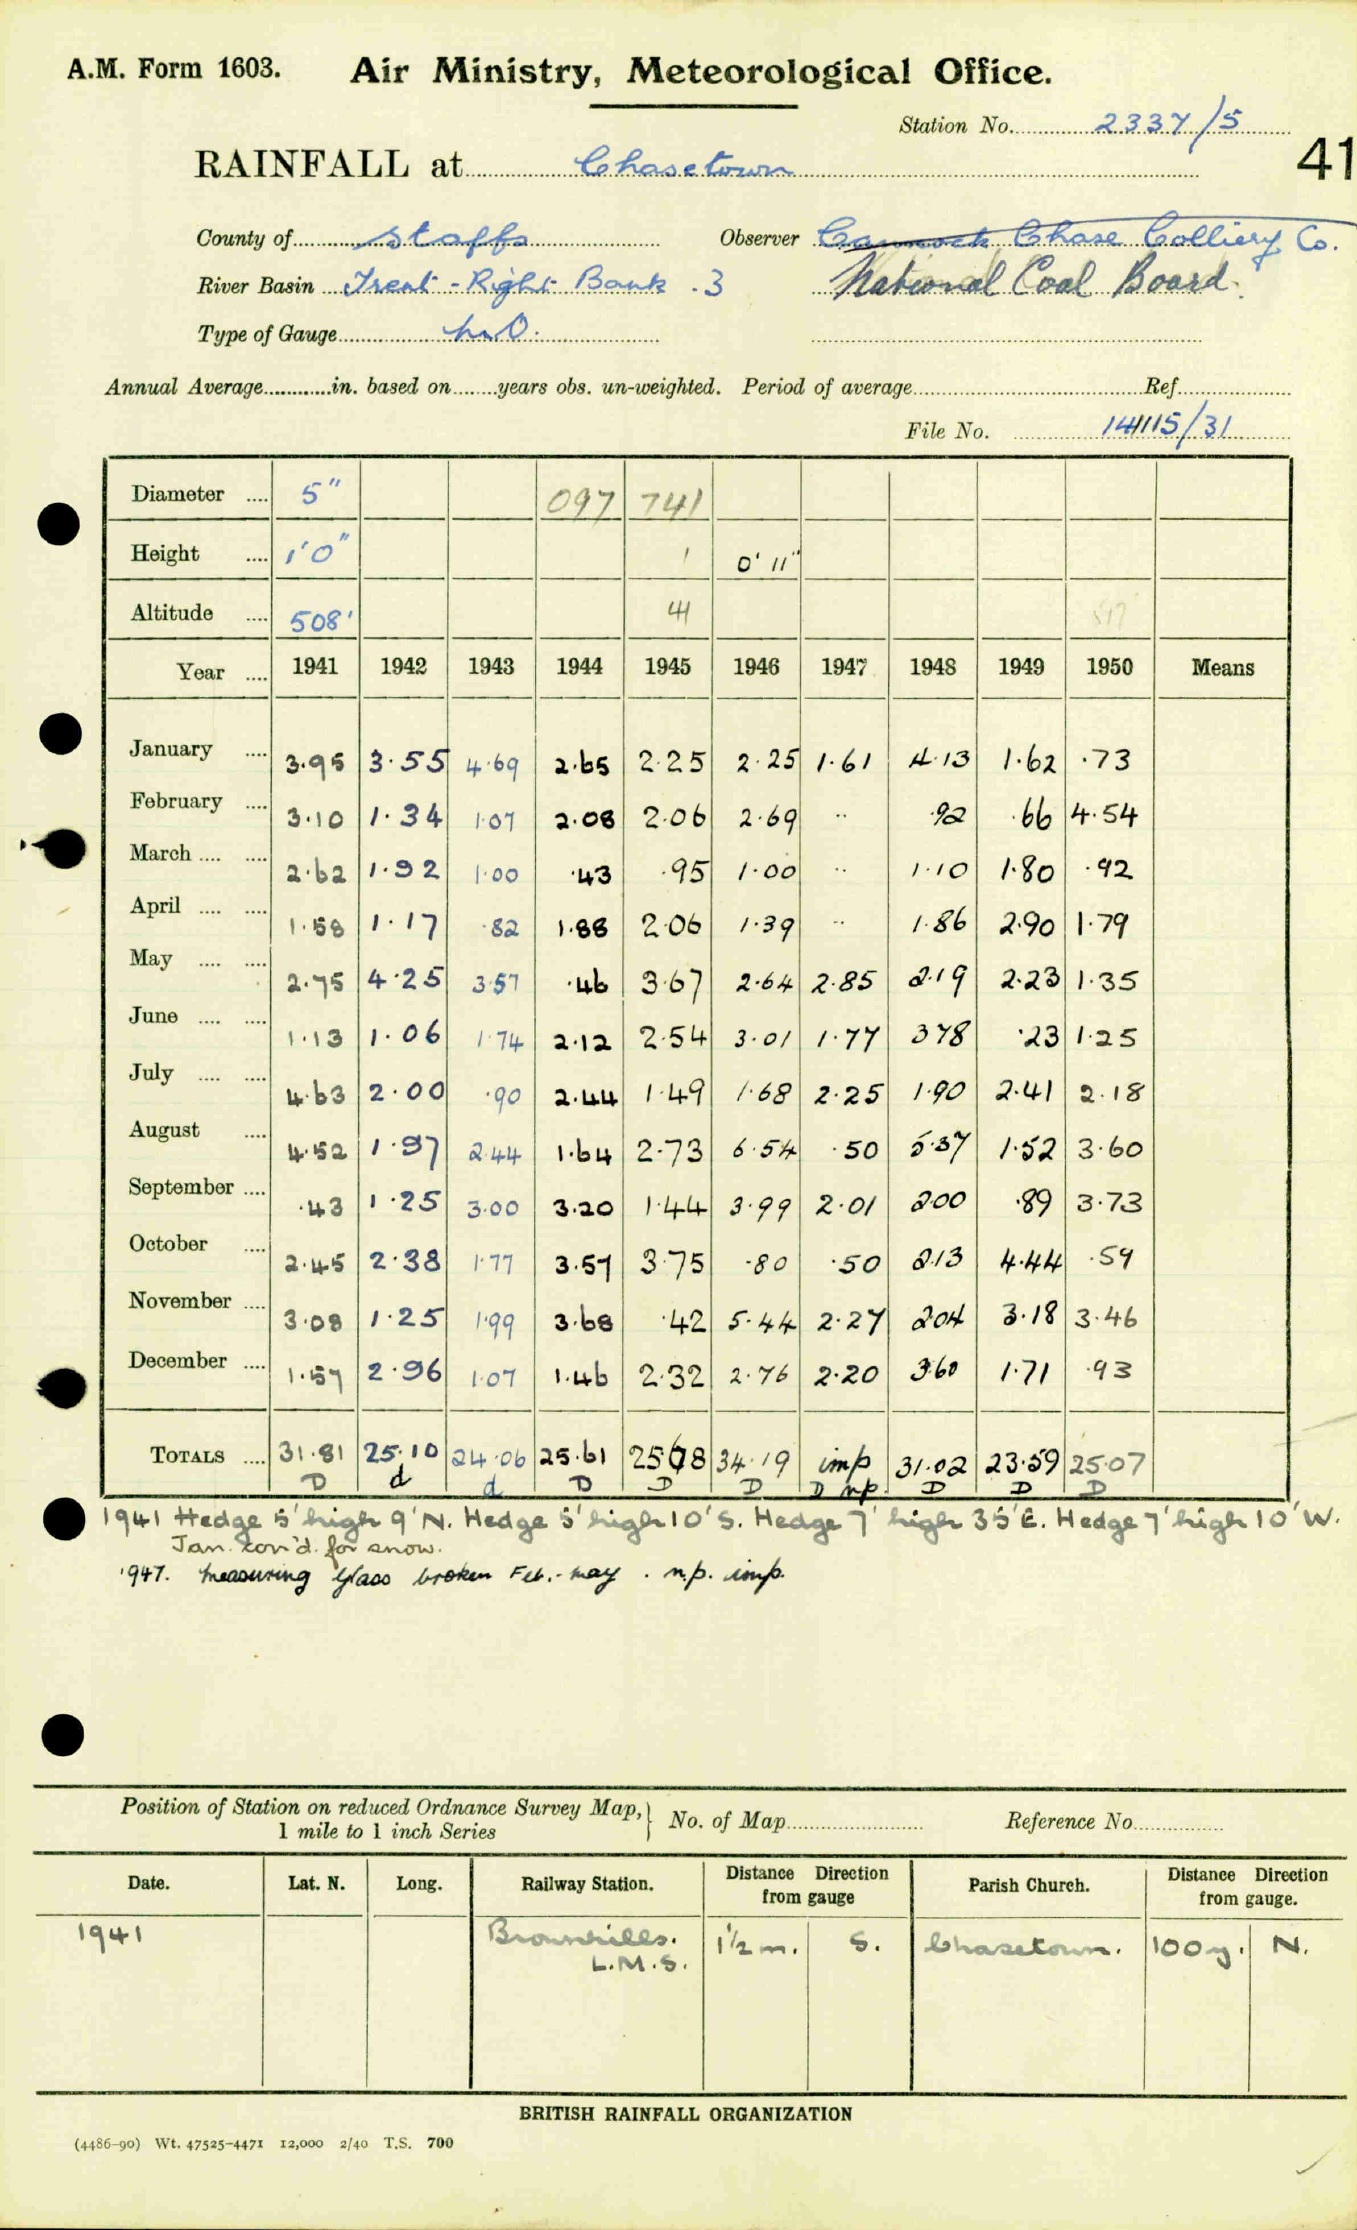 A.M. Form 1603. Air Ministry, Meteorological Office.
Station No. 2337/5
RAINFALL at Chasetown 41
County of Staffs Observer Cannock Chase Colliery Co.
River Basin Trent - Right Bank .3 National Coal Board.
Type of Gauge
Annual Average in. based on years obs. un-weighted. Period of average Ref
File No. 14115/31
Diameter 5" 097 741
Height 1'0" 1 0' 11"
Altitude 508' 41
Year 1941 1942 1943 1944 1945 1946 1947 1948 1949 1950 Means
January 3.95 3.55 4.69 2.65 2.25 2.25 1.61 4.13 1.62 .73
February 3.10 1.34 1.07 2.08 2.06 2.69 .. .92 .66 4.54
March 2.62 1.92 1.00 .43 .95 1.00 .. 1.10 1.80 .92
April 1.58 1.17 .82 1.88 2.06 1.39 .. 1.86 2.90 1.79
May 2.75 4.25 3.57 .46 3.67 2.64 2.85 2.19 2.23 1.35
June 1.13 1.06 1.74 2.12 2.54 3.01 1.77 378 .23 1.25
July 4.63 2.00 .90 2.44 1.49 1.68 2.25 1.90 2.41 2.18
August 4.52 1.97 2.44 1.64 2.73 6.54 .50 5.37 1.52 3.60
September .43 1.25 3.00 3.20 1.44 3.99 2.01 200 .89 3.73
October 2.45 2.38 1.77 3.57 3.75 .80 .50 2.13 4.44 .59
November 3.08 1.25 1.99 3.68 .42 5.44 2.27 204 3.18 3.46
December 1.57 2.96 1.07 1.46 2.32 2.76 2.20 3.60 1.71 .93
TOTALS 31.81 25.10 24.06 25.61 25.68 34.19 imp 31.02 23.59 25.07
D d d D D D D n.p. D D D
1941 Hedge 5' high 9' N. Hedge 5' high 10' S. Hedge 7' high 35' E. Hedge 7' high 10' W.
Jan. con'd. for snow.
1947. measuring glass broken Feb.-may. n.p. imp.
Position of Station on reduced Ordnance Survey Map, No. of Map Reference No.
1 mile to 1 inch Series
Date. Lat. N. Long. Railway Station. Distance Direction from gauge Parish Church. Distance Direction from gauge.
1941 Brownhills. 1½ m. S. Chasetown. 100 y. N.
L.M.S.
BRITISH RAINFALL ORGANIZATION
(4486-90) Wt. 47525-4471 12,000 2/40 T.S. 700